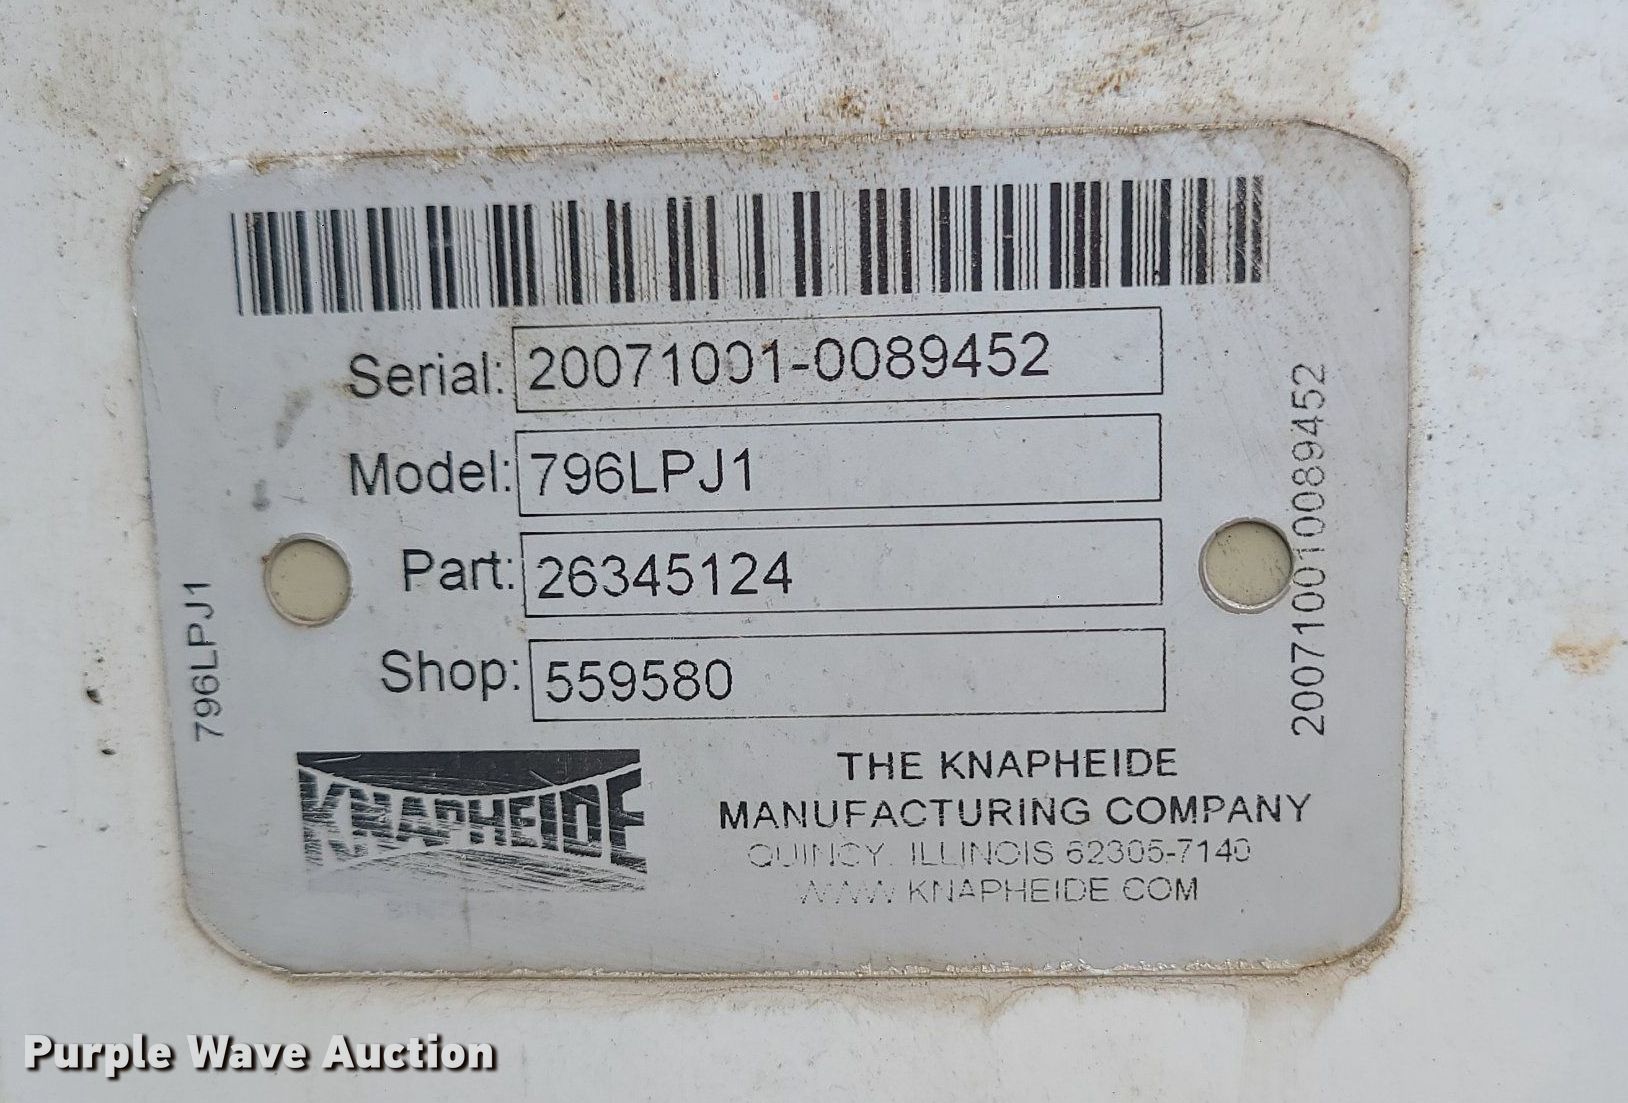 Serial: 20071001-0089452
Model: 796LPJ1
Part: 26345124
Shop: 559580
796LPJ1
200710010089452
KNAPHEIDE
THE KNAPHEIDE
MANUFACTURING COMPANY
QUINCY, ILLINOIS 62305-7140
WWW.KNAPHEIDE.COM
Purple Wave Auction